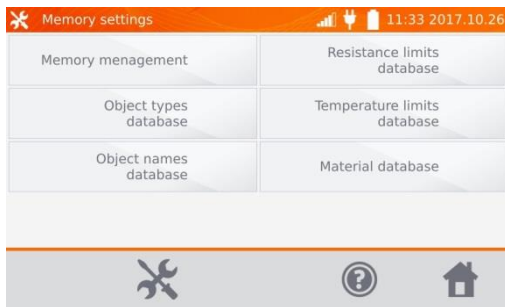 Memory settings
11:33 2017.10.26
Memory menagement
Resistance limits
database
Object types
database
Temperature limits
database
Object names
database
Material database
?